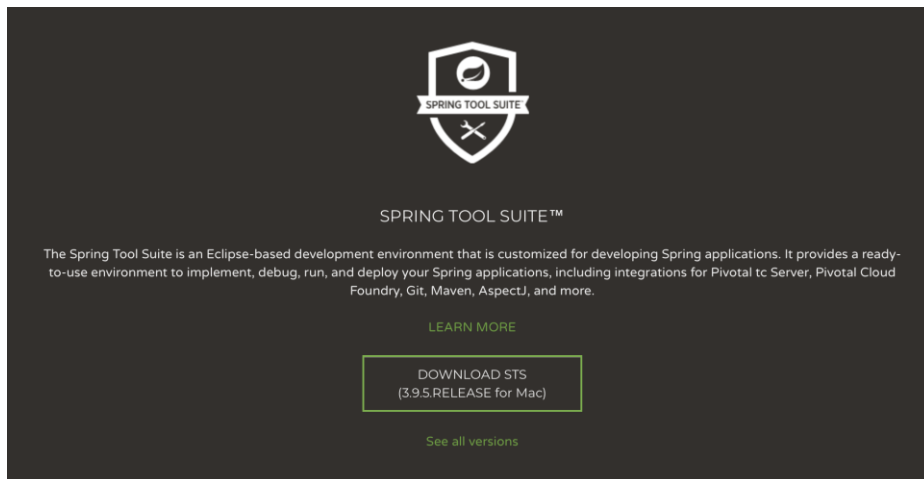 SPRING TOOL SUITE
SPRING TOOL SUITE™
The Spring Tool Suite is an Eclipse-based development environment that is customized for developing Spring applications. It provides a ready-
to-use environment to implement, debug, run, and deploy your Spring applications, including integrations for Pivotal tc Server, Pivotal Cloud
Foundry, Git, Maven, AspectJ, and more.
LEARN MORE
DOWNLOAD STS
(3.9.5.RELEASE for Mac)
See all versions